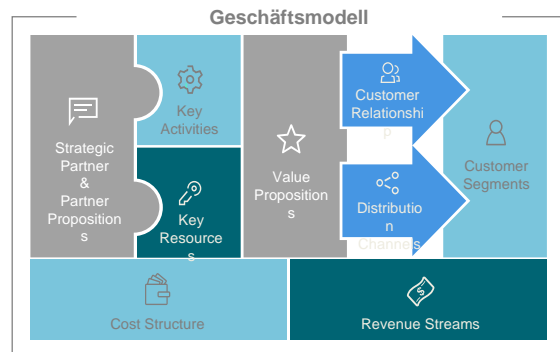 Geschäftsmodell
Strategic
Partner
&
Partner
Proposition
s
Key
Activities
Key
Resource
s
Value
Proposition
s
Customer
Relationshi
p
Distributio
n
Channels
Customer
Segments
Cost Structure
Revenue Streams